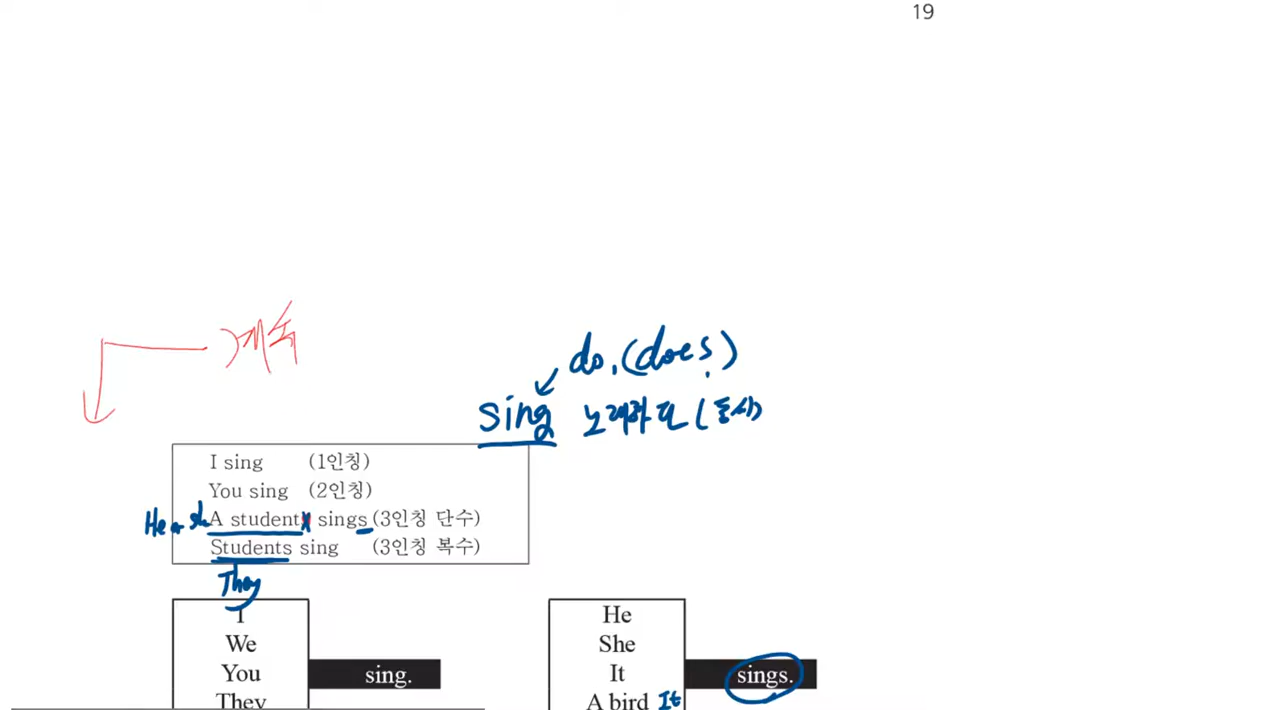 19
계속
do, (does)
sing 노래하다 (동사)
I sing (1인칭)
You sing (2인칭)
He or sh A student sings (3인칭 단수)
Students sing (3인칭 복수)
They
I
We
You
They
sing.
He
She
It
A bird It
sings.